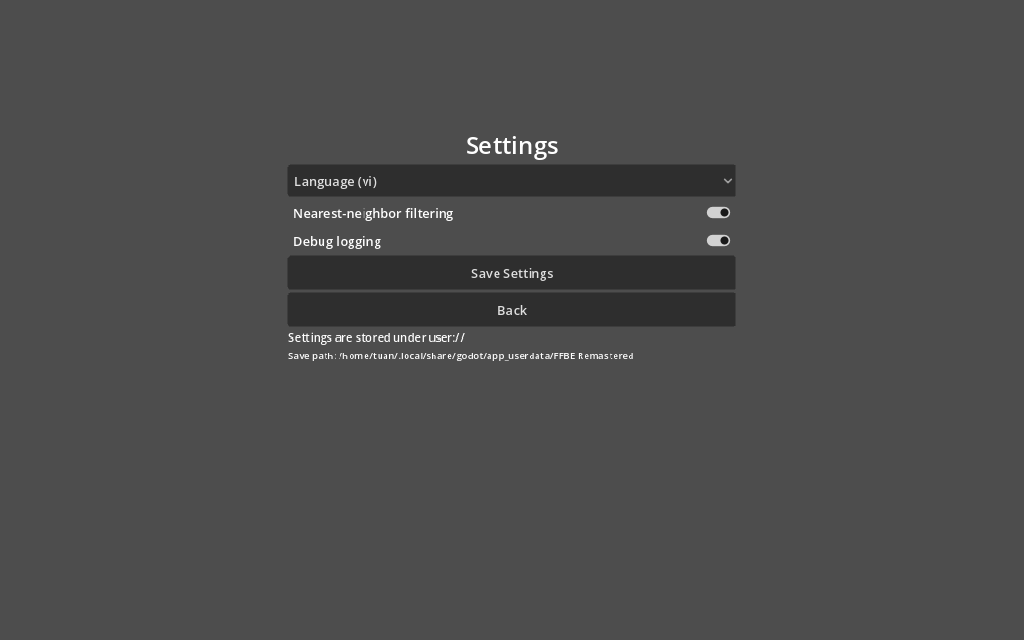 Settings
Language (vi)
Nearest-neighbor filtering
Debug logging
Save Settings
Back
Settings are stored under user://
Save path: /home/tuan/.local/share/godot/app_userdata/FFBE Remastered